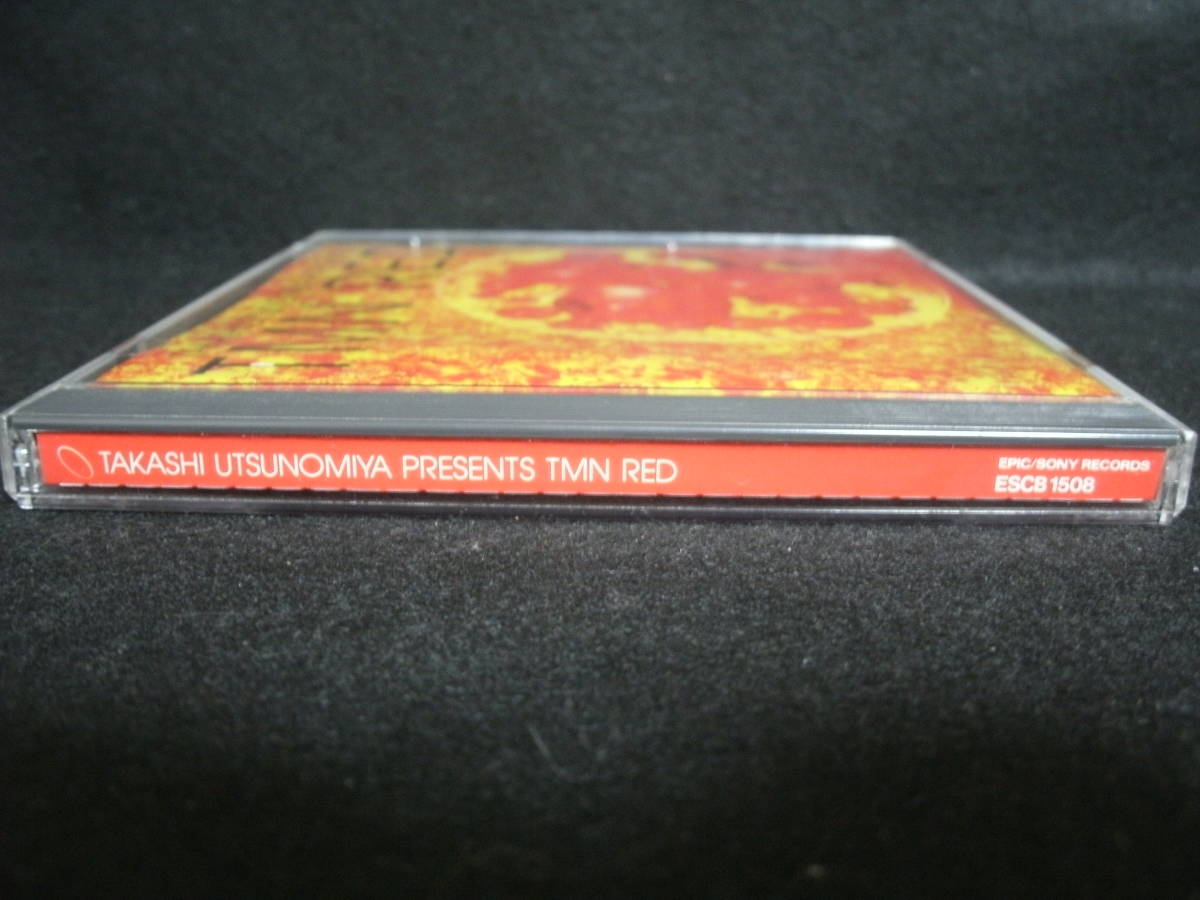 TAKASHI UTSUNOMIYA PRESENTS TMN RED
EPIC/SONY RECORDS
ESCB 1508